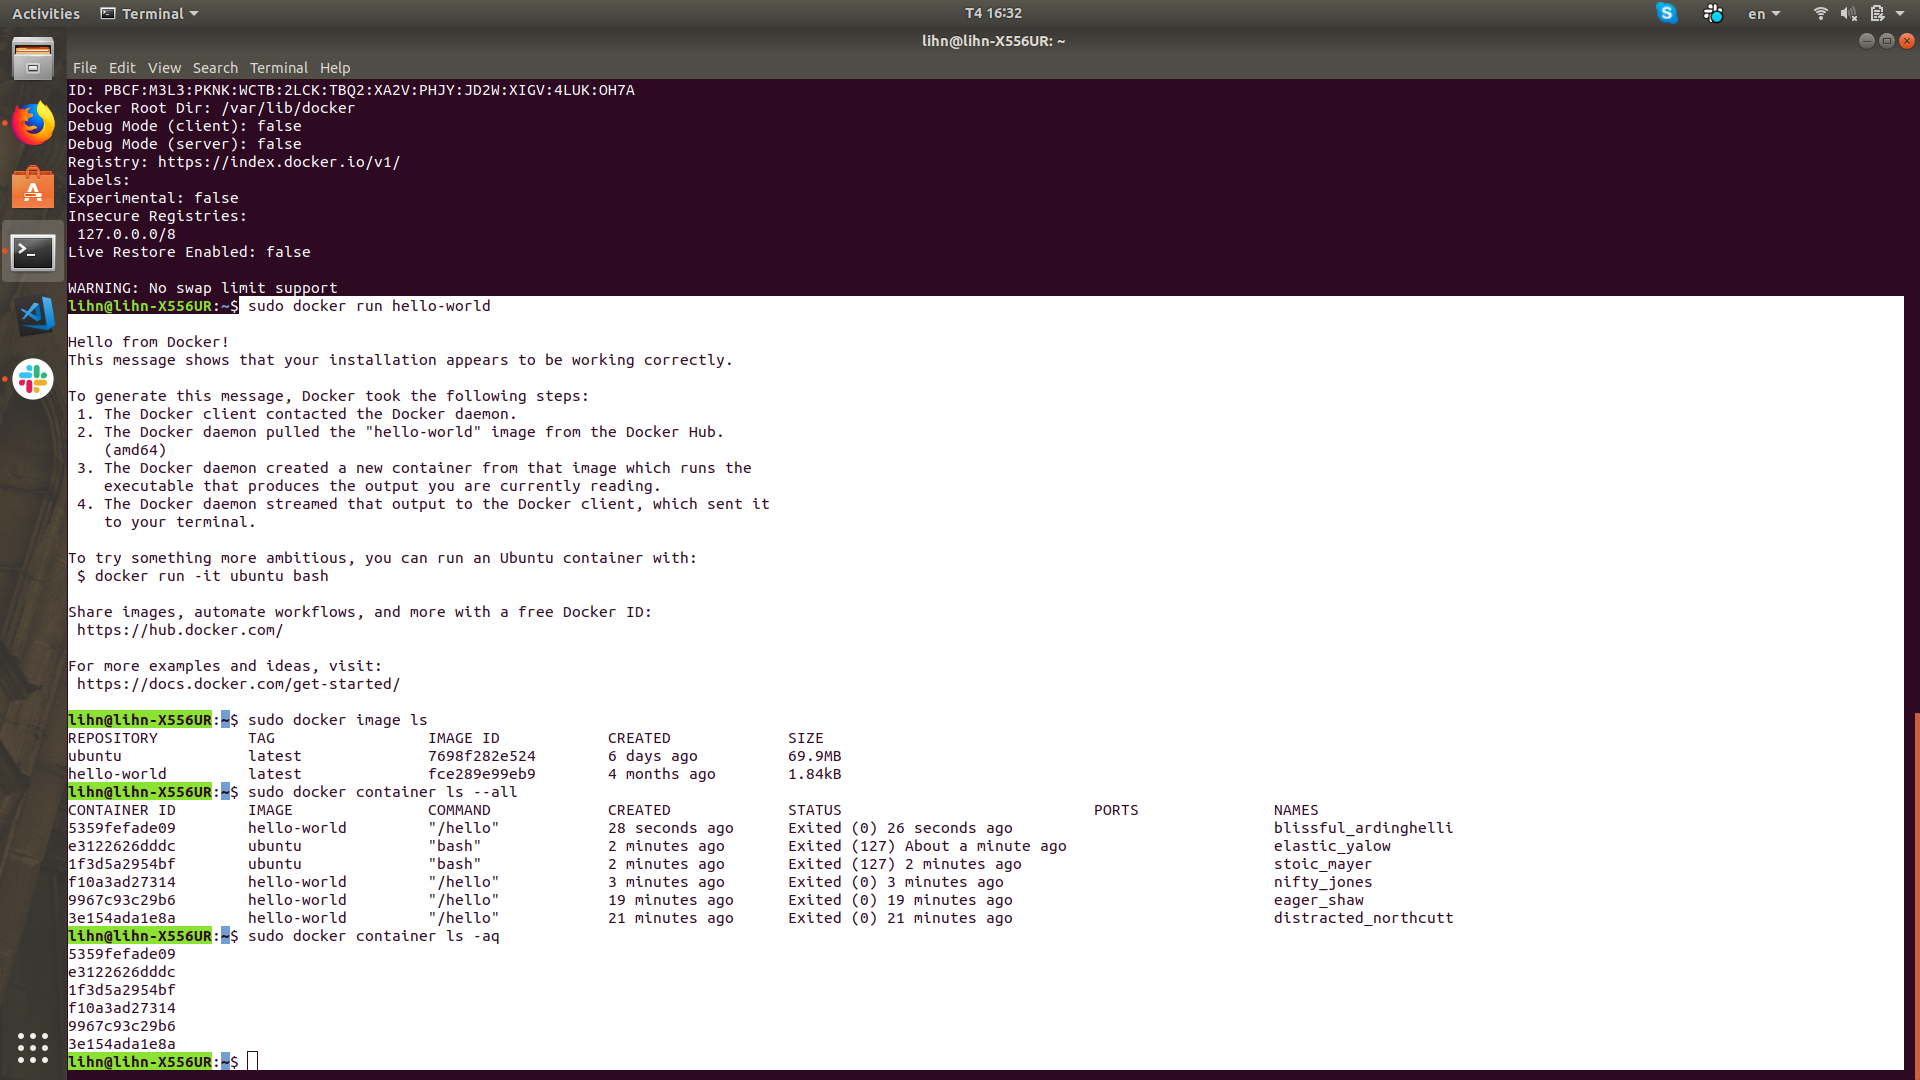 Activities Terminal T4 16:32 en
lihn@lihn-X556UR: ~
File Edit View Search Terminal Help
ID: PBCF:M3L3:PKNK:WCTB:2LCK:TBQ2:XA2V:PHJY:JD2W:XIGV:4LUK:OH7A
Docker Root Dir: /var/lib/docker
Debug Mode (client): false
Debug Mode (server): false
Registry: https://index.docker.io/v1/
Labels:
Experimental: false
Insecure Registries:
 127.0.0.0/8
Live Restore Enabled: false

WARNING: No swap limit support
lihn@lihn-X556UR:~$ sudo docker run hello-world

Hello from Docker!
This message shows that your installation appears to be working correctly.

To generate this message, Docker took the following steps:
 1. The Docker client contacted the Docker daemon.
 2. The Docker daemon pulled the "hello-world" image from the Docker Hub.
    (amd64)
 3. The Docker daemon created a new container from that image which runs the
    executable that produces the output you are currently reading.
 4. The Docker daemon streamed that output to the Docker client, which sent it
    to your terminal.

To try something more ambitious, you can run an Ubuntu container with:
 $ docker run -it ubuntu bash

Share images, automate workflows, and more with a free Docker ID:
 https://hub.docker.com/

For more examples and ideas, visit:
 https://docs.docker.com/get-started/

lihn@lihn-X556UR:~$ sudo docker image ls
REPOSITORY          TAG                 IMAGE ID            CREATED             SIZE
ubuntu              latest              7698f282e524        6 days ago          69.9MB
hello-world         latest              fce289e99eb9        4 months ago        1.84kB
lihn@lihn-X556UR:~$ sudo docker container ls --all
CONTAINER ID        IMAGE               COMMAND             CREATED             STATUS                            PORTS               NAMES
5359fefade09        hello-world         "/hello"            28 seconds ago      Exited (0) 26 seconds ago                             blissful_ardinghelli
e3122626dddc        ubuntu              "bash"              2 minutes ago       Exited (127) About a minute ago                       elastic_yalow
1f3d5a2954bf        ubuntu              "bash"              2 minutes ago       Exited (127) 2 minutes ago                            stoic_mayer
f10a3ad27314        hello-world         "/hello"            3 minutes ago       Exited (0) 3 minutes ago                              nifty_jones
9967c93c29b6        hello-world         "/hello"            19 minutes ago      Exited (0) 19 minutes ago                             eager_shaw
3e154ada1e8a        hello-world         "/hello"            21 minutes ago      Exited (0) 21 minutes ago                             distracted_northcutt
lihn@lihn-X556UR:~$ sudo docker container ls -aq
5359fefade09
e3122626dddc
1f3d5a2954bf
f10a3ad27314
9967c93c29b6
3e154ada1e8a
lihn@lihn-X556UR:~$